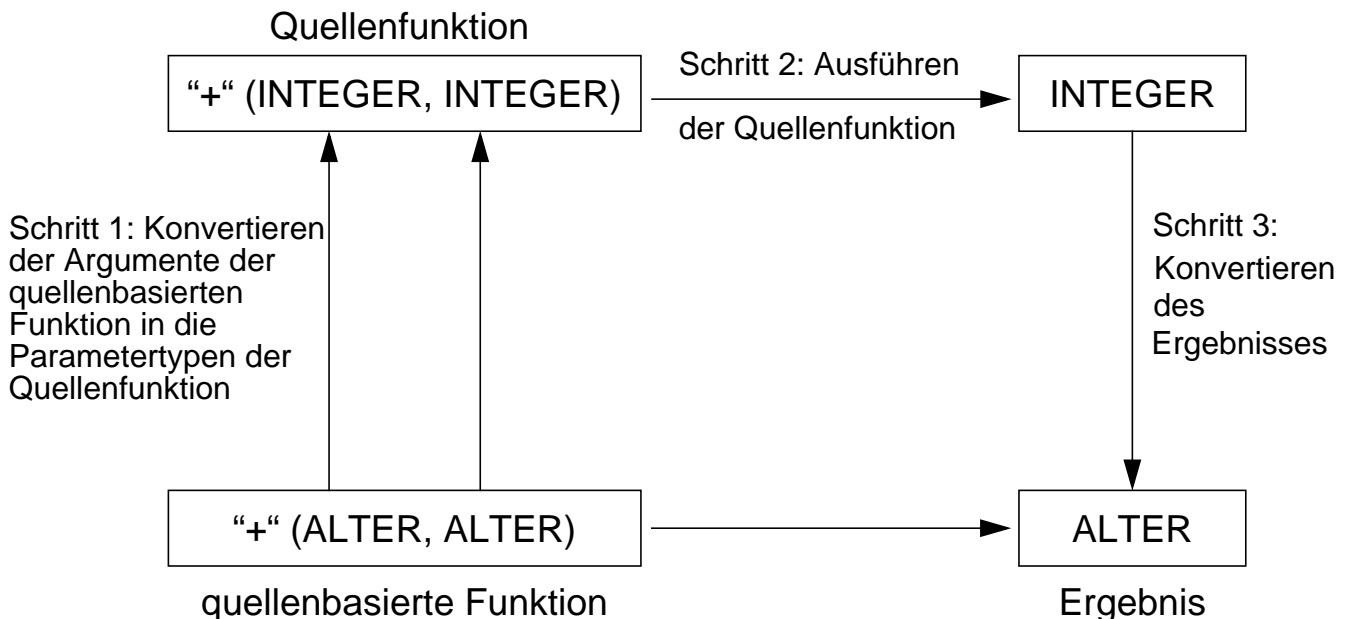 Quellenfunktion
“+“ (INTEGER, INTEGER)
Schritt 2: Ausführen
der Quellenfunktion
INTEGER
Schritt 1: Konvertieren
der Argumente der
quellenbasierten
Funktion in die
Parametertypen der
Quellenfunktion
Schritt 3:
Konvertieren
des
Ergebnisses
“+“ (ALTER, ALTER)
ALTER
quellenbasierte Funktion
Ergebnis